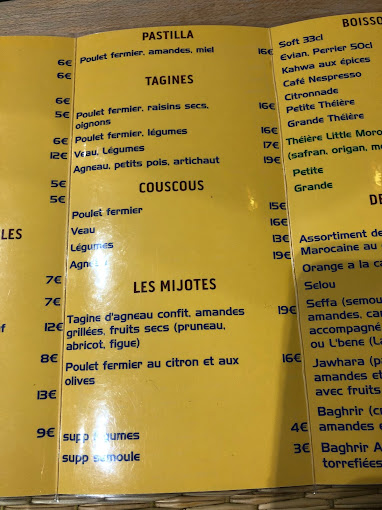 6€
6€
6€
5€
6€
12€
5€
5€
LES
7€
7€
12€
8€
13€
9€
PASTILLA
Poulet fermier, amandes, miel 16€
TAGINES
Poulet fermier, raisins secs, 16€
oignons
Poulet fermier, légumes 16€
Veau, Légumes 17€
Agneau, petits pois, artichaut 19€
COUSCOUS
Poulet fermier 15€
Veau 16€
Légumes 13€
19€
LES MIJOTES
Tagine d'agneau confit, amandes 19€
grillées, fruits secs (pruneau,
abricot, figue)
Poulet fermier au citron et aux 16€
olives
supp 4€
supp semoule 3€
BOISSO
Soft 33cl
Evian, Perrier 50cl
Kahwa aux épices
Café Nespresso
Citronnade
Petite Théière
Grande Théière
Théière Little Moro
(safran, origan, m
Petite
Grande
DE
Assortiment de
Marocaine au
Orange a la ca
Selou
Seffa (semou
amandes, can
accompagné
ou L'bene (La
Jawhara (p
amandes et
avec fruits
Baghrir (c
amandes e
Baghrir A
torrefiées